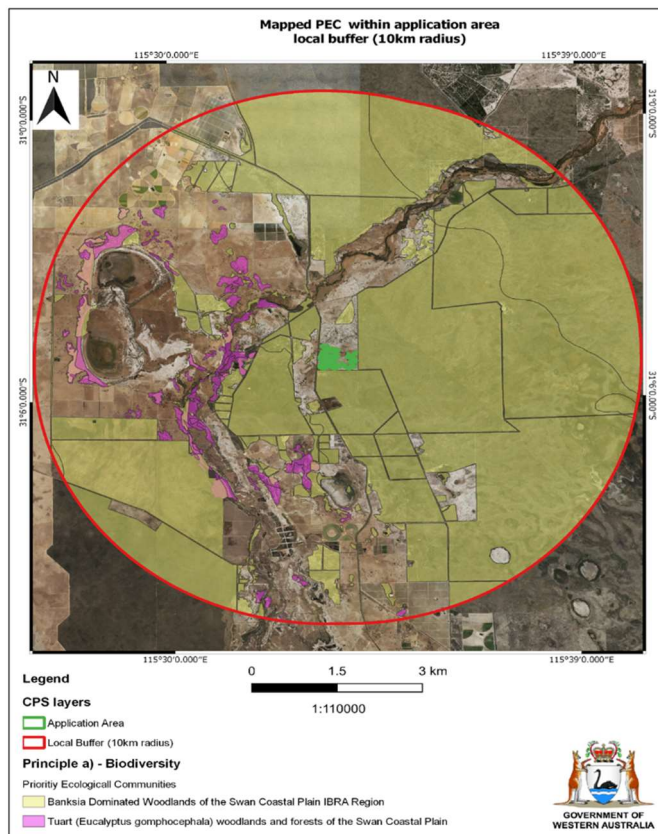 Mapped PEC within application area
local buffer (10km radius)
115°30'0.000"E 115°39'0.000"E
N
31°0'0.000"S 31°0'0.000"S
31°6'0.000"S 31°6'0.000"S
115°30'0.000"E 115°39'0.000"E
Legend
0 1.5 3 km
CPS layers
1:110000
Application Area
Local Buffer (10km radius)
Principle a) - Biodiversity
Prioritiy Ecologicall Communities
Banksia Dominated Woodlands of the Swan Coastal Plain IBRA Region
Tuart (Eucalyptus gomphocephala) woodlands and forests of the Swan Coastal Plain
GOVERNMENT OF
WESTERN AUSTRALIA